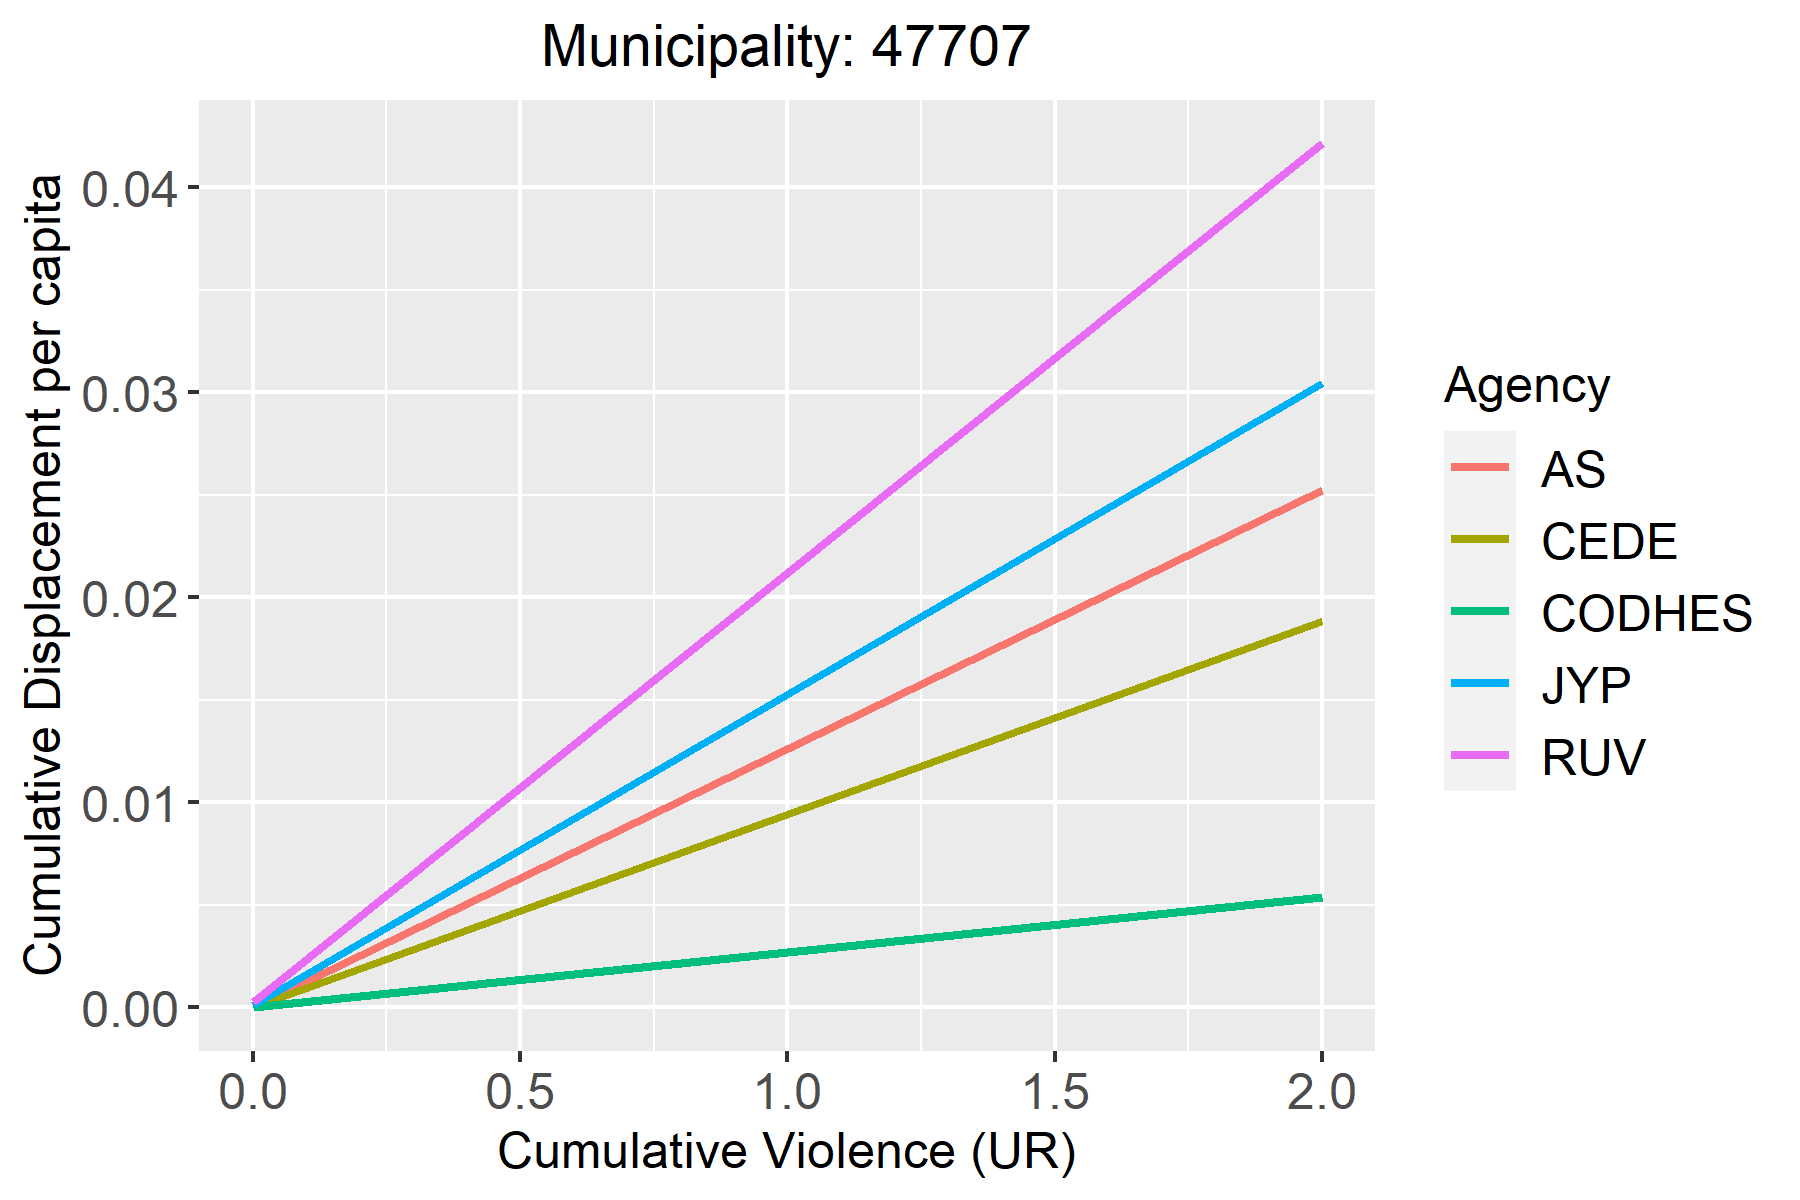 Municipality: 47707
Cumulative Displacement per capita
0.04
0.03
0.02
0.01
0.00
0.0 0.5 1.0 1.5 2.0
Cumulative Violence (UR)
Agency
AS
CEDE
CODHES
JYP
RUV